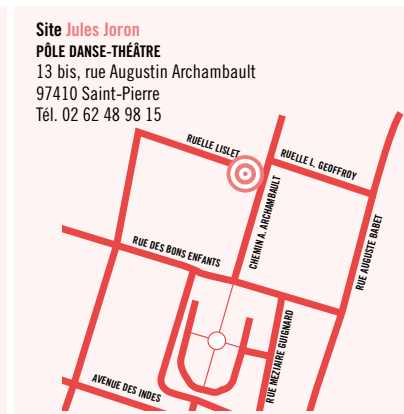 Site Jules Joron
PÔLE DANSE-THÉÂTRE
13 bis, rue Augustin Archambault
97410 Saint-Pierre
Tél. 02 62 48 98 15
RUELLE LISLET
RUELLE L. GEOFFROY
CHEMIN A. ARCHAMBAULT
RUE AUGUSTE BABET
RUE DES BONS ENFANTS
RUE MEZIAIRE GUIGNARD
AVENUE DES INDES